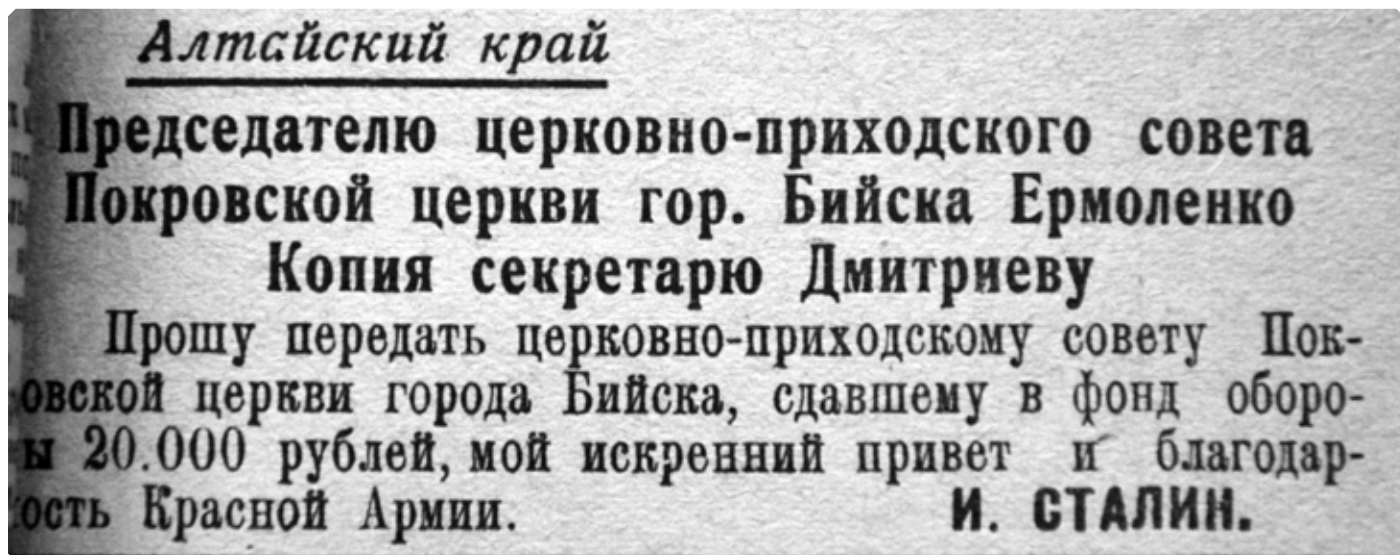 Алтайский край
Председателю церковно-приходского совета
Покровской церкви гор. Бийска Ермоленко
Копия секретарю Дмитриеву
Прошу передать церковно-приходскому совету Пок-
овской церкви города Бийска, сдавшему в фонд оборо-
ы 20.000 рублей, мой искренний привет и благодар-
ость Красной Армии.  И. СТАЛИН.